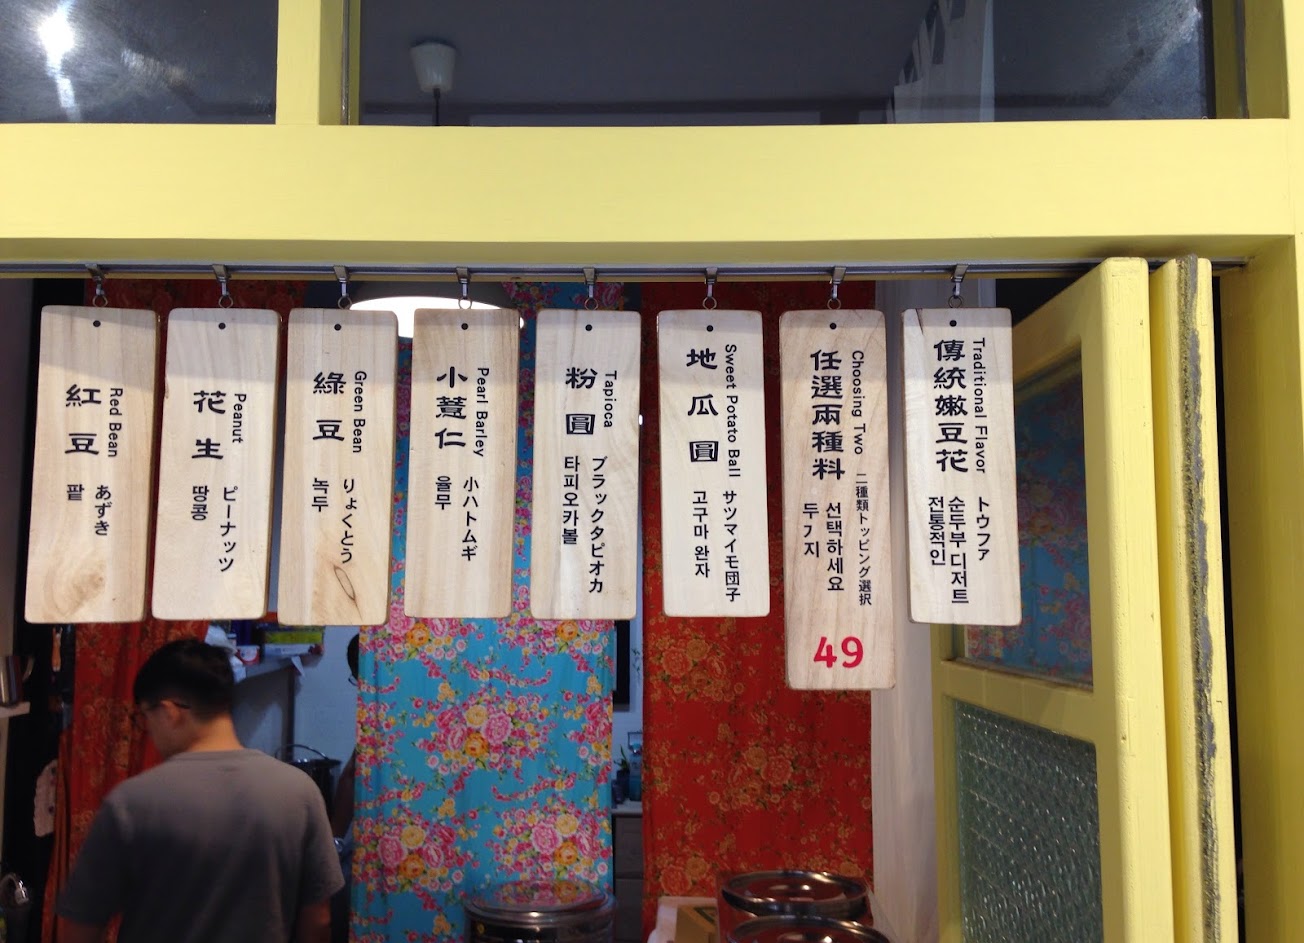 Traditional Flavor
傳統嫩豆花
トウファ
순두부 디저트
전통적인
Choosing Two
任選兩種料
二種類トッピング選択
선택하세요
두 가지
49
Sweet Potato Ball
地瓜圓
サツマイモ団子
고구마 완자
Tapioca
粉圓
ブラックタピオカ
타피오카볼
Pearl Barley
小薏仁
小ハトムギ
율무
Green Bean
綠豆
りょくとう
녹두
Peanut
花生
ピーナッツ
땅콩
Red Bean
紅豆
あずき
팥